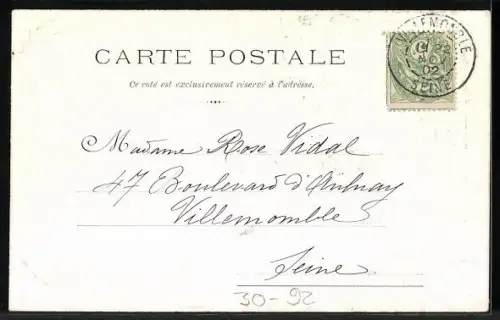 CARTE POSTALE
Ce coté est exclusivement réservé à l'adresse.
VILLEMOMBLE
02
SEINE
Madame Rose Vidal
47 Boulevard d'Aulnay
Villemomble
Seine
30-92